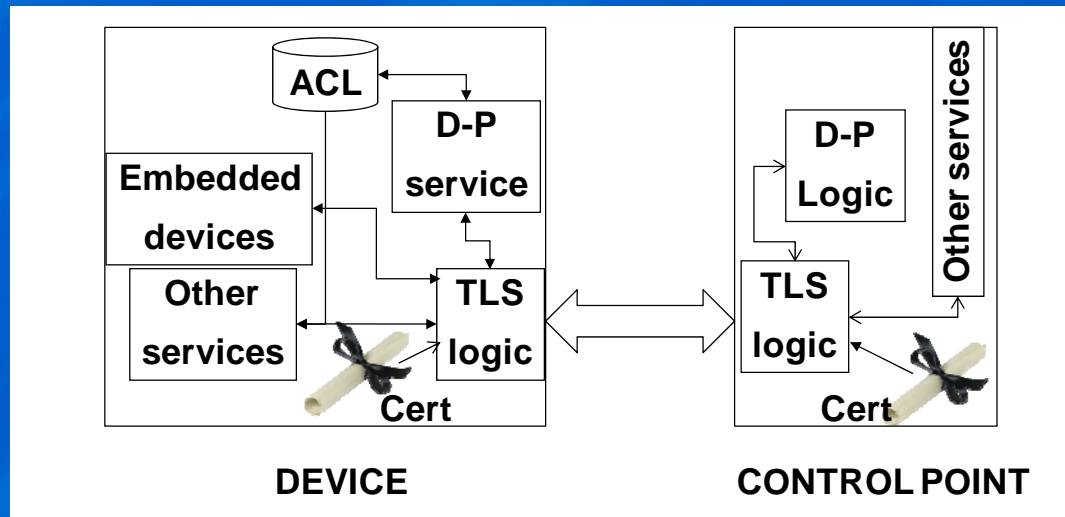 ACL
D-P
service
Embedded
devices
Other
services
TLS
logic
Cert
DEVICE
D-P
Logic
Other services
TLS
logic
Cert
CONTROL POINT